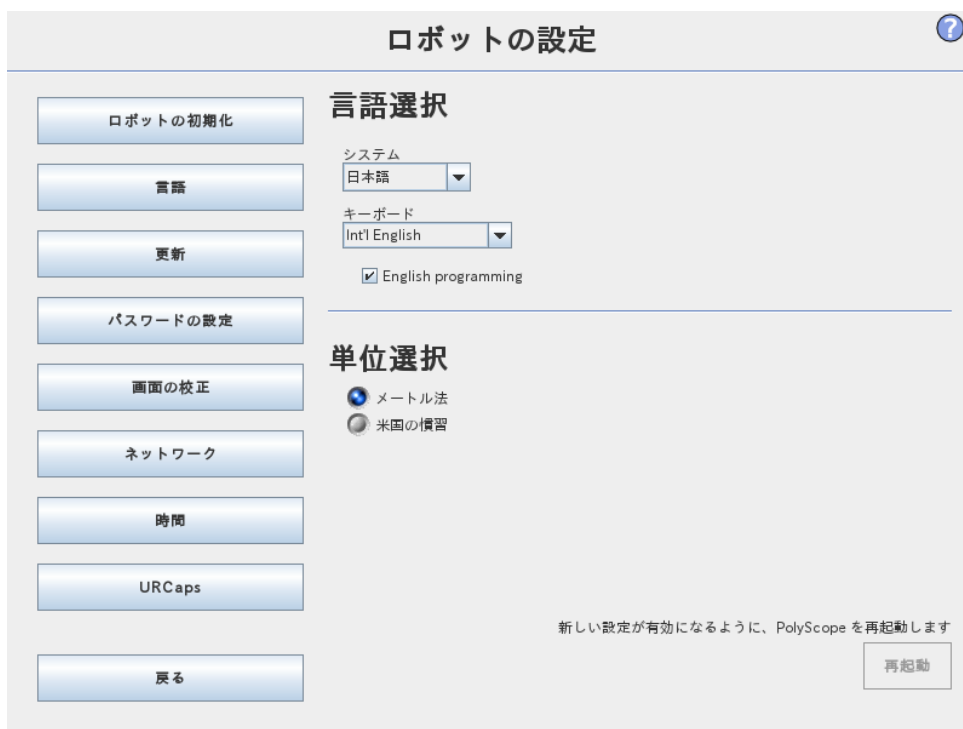 ロボットの設定
?
ロボットの初期化
言語
更新
パスワードの設定
画面の校正
ネットワーク
時間
URCaps
戻る
言語選択
システム
日本語
キーボード
Int'l English
English programming
単位選択
メートル法
米国の慣習
新しい設定が有効になるように、PolyScope を再起動します
再起動